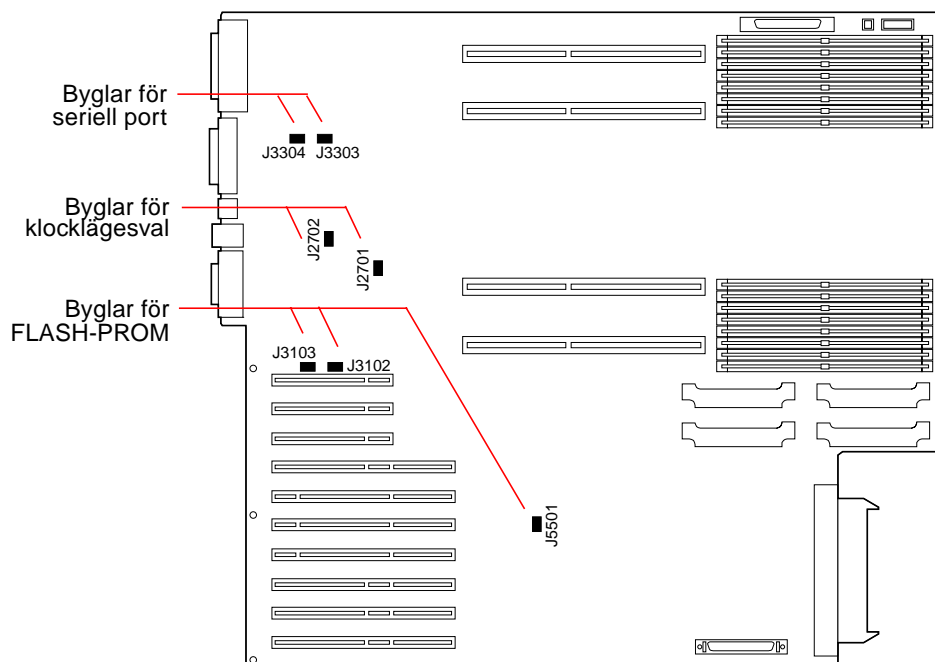 Byglar för
seriell port
J3304
J3303
Byglar för
klocklägesval
J2702
J2701
Byglar för
FLASH-PROM
J3103
J3102
J5501